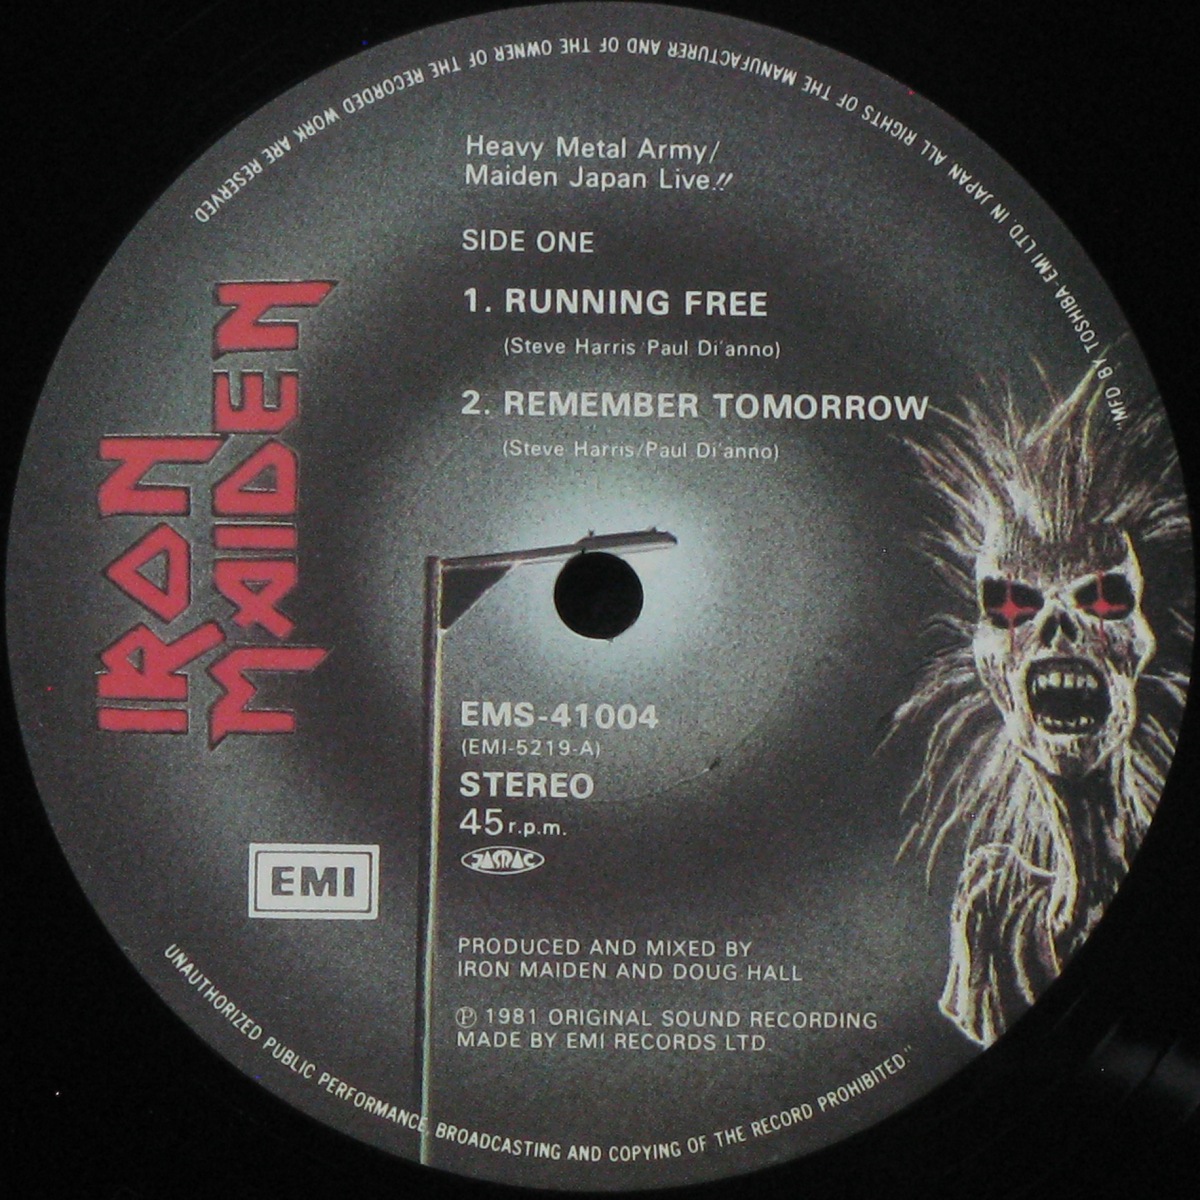 Heavy Metal Army/
Maiden Japan Live!!
SIDE ONE
1. RUNNING FREE
(Steve Harris/Paul Di'anno)
2. REMEMBER TOMORROW
(Steve Harris/Paul Di'anno)
IRON
MAIDEN
EMS-41004
(EMI-5219-A)
STEREO
45 r.p.m.
JASRAC
EMI
PRODUCED AND MIXED BY
IRON MAIDEN AND DOUG HALL
Ⓟ 1981 ORIGINAL SOUND RECORDING
MADE BY EMI RECORDS LTD.
"MFD BY TOSHIBA-EMI LTD. IN JAPAN ALL RIGHTS OF THE MANUFACTURER AND OF THE OWNER OF THE RECORDED WORK ARE RESERVED
UNAUTHORIZED PUBLIC PERFORMANCE, BROADCASTING AND COPYING OF THE RECORD PROHIBITED."